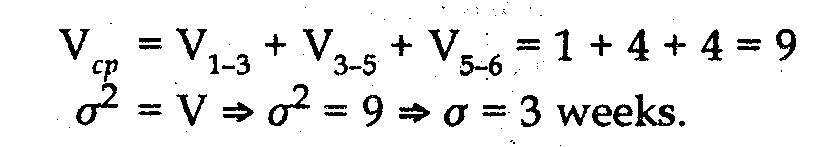 V_cp = V_1–3 + V_3–5 + V_5–6 = 1 + 4 + 4 = 9
σ² = V ⇒ σ² = 9 ⇒ σ = 3 weeks.